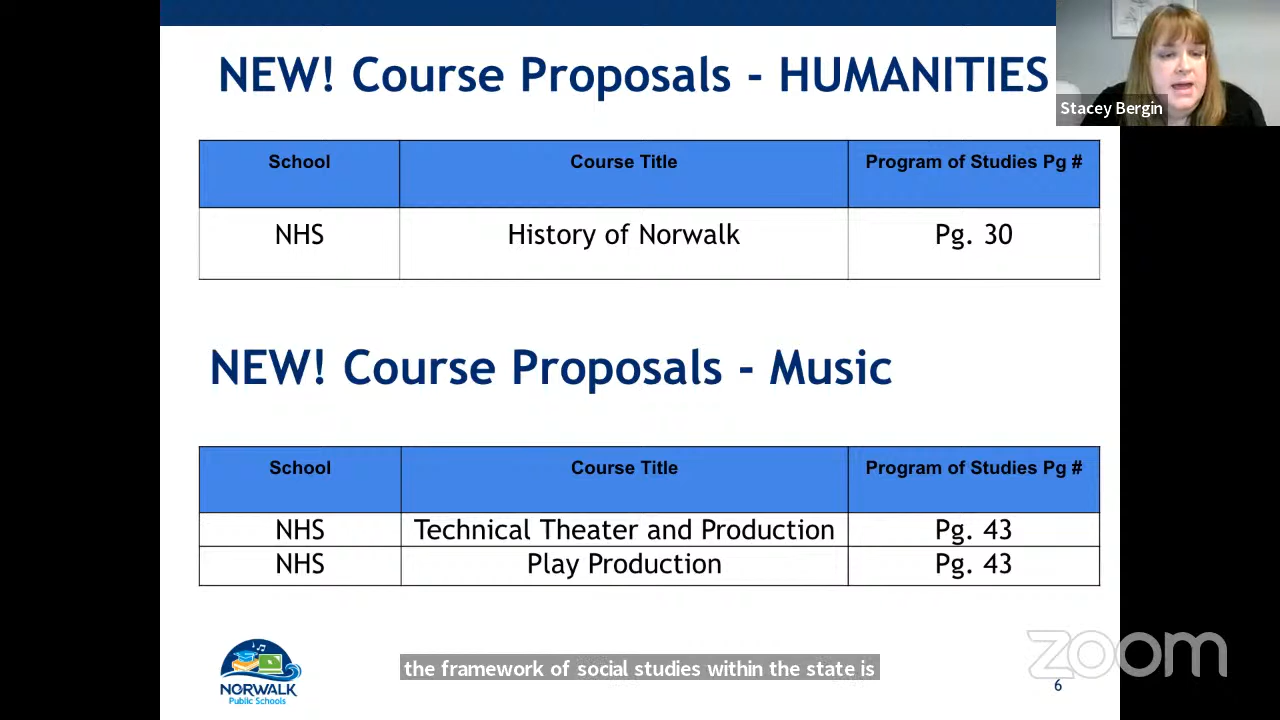 NEW! Course Proposals - HUMANITIES
Stacey Bergin
School Course Title Program of Studies Pg #
NHS History of Norwalk Pg. 30
NEW! Course Proposals - Music
School Course Title Program of Studies Pg #
NHS Technical Theater and Production Pg. 43
NHS Play Production Pg. 43
NORWALK
Public Schools
the framework of social studies within the state is
zoom
6